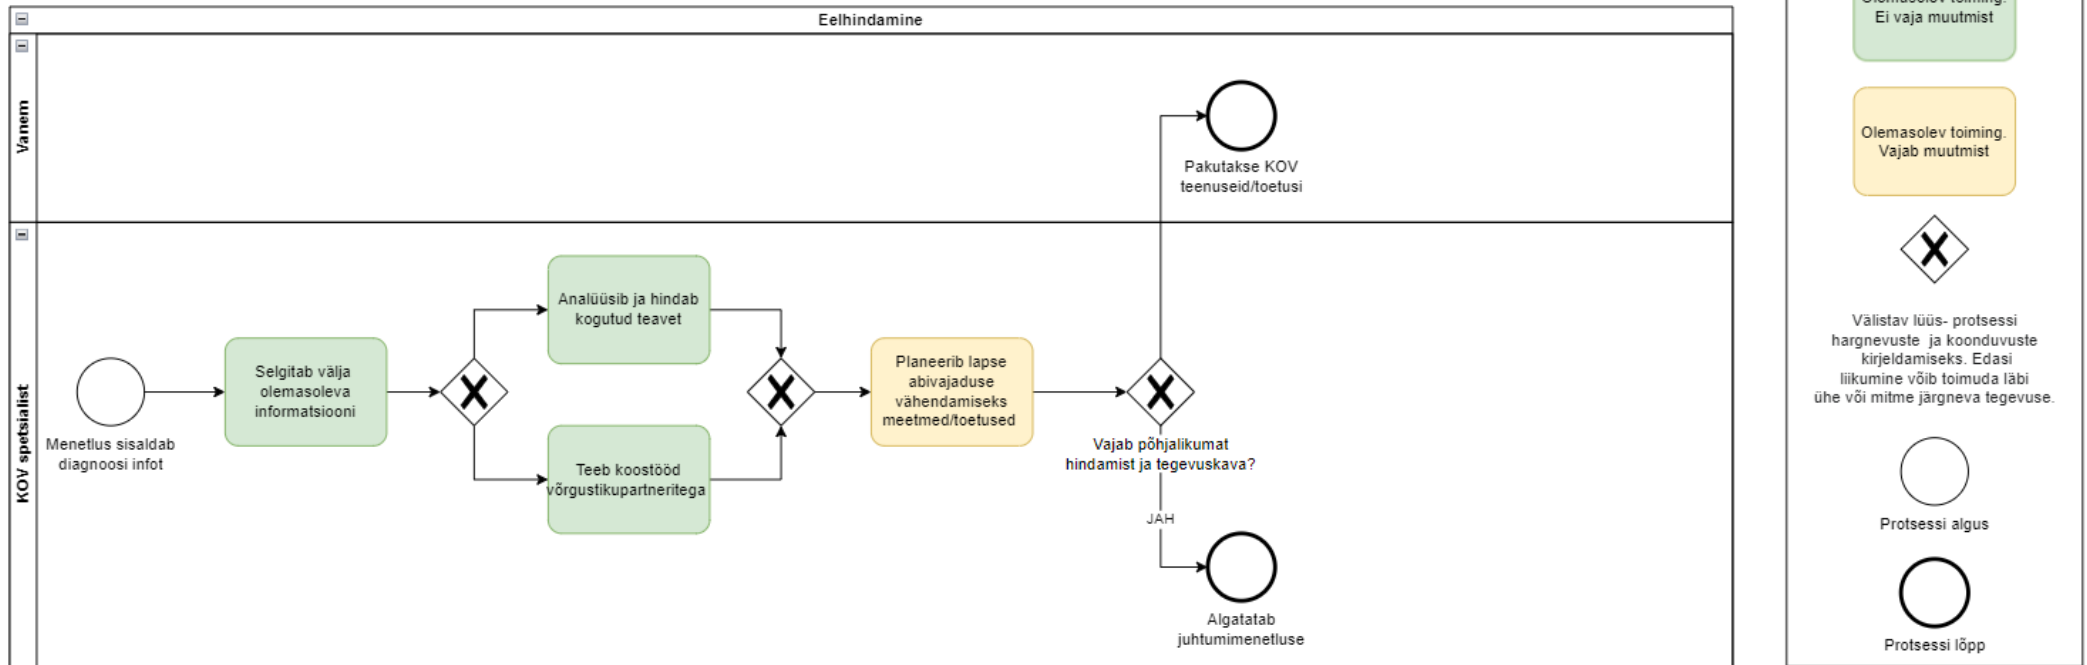 Eelhindamine
Vanem
Pakutakse KOV
teenuseid/toetusi
KOV spetsialist
Menetlus sisaldab
diagnoosi infot
Selgitab välja
olemasoleva
informatsiooni
Analüüsib ja hindab
kogutud teavet
Teeb koostööd
võrgustikupartneritega
Planeerib lapse
abivajaduse
vähendamiseks
meetmed/toetused
Vajab põhjalikumat
hindamist ja tegevuskava?
JAH
Algatatab
juhtumimenetluse
Olemasolev toiming.
Ei vaja muutmist
Olemasolev toiming.
Vajab muutmist
Välistav lüüs- protsessi
hargnevuste ja koonduvuste
kirjeldamiseks. Edasi
liikumine võib toimuda läbi
ühe või mitme järgneva tegevuse.
Protsessi algus
Protsessi lõpp